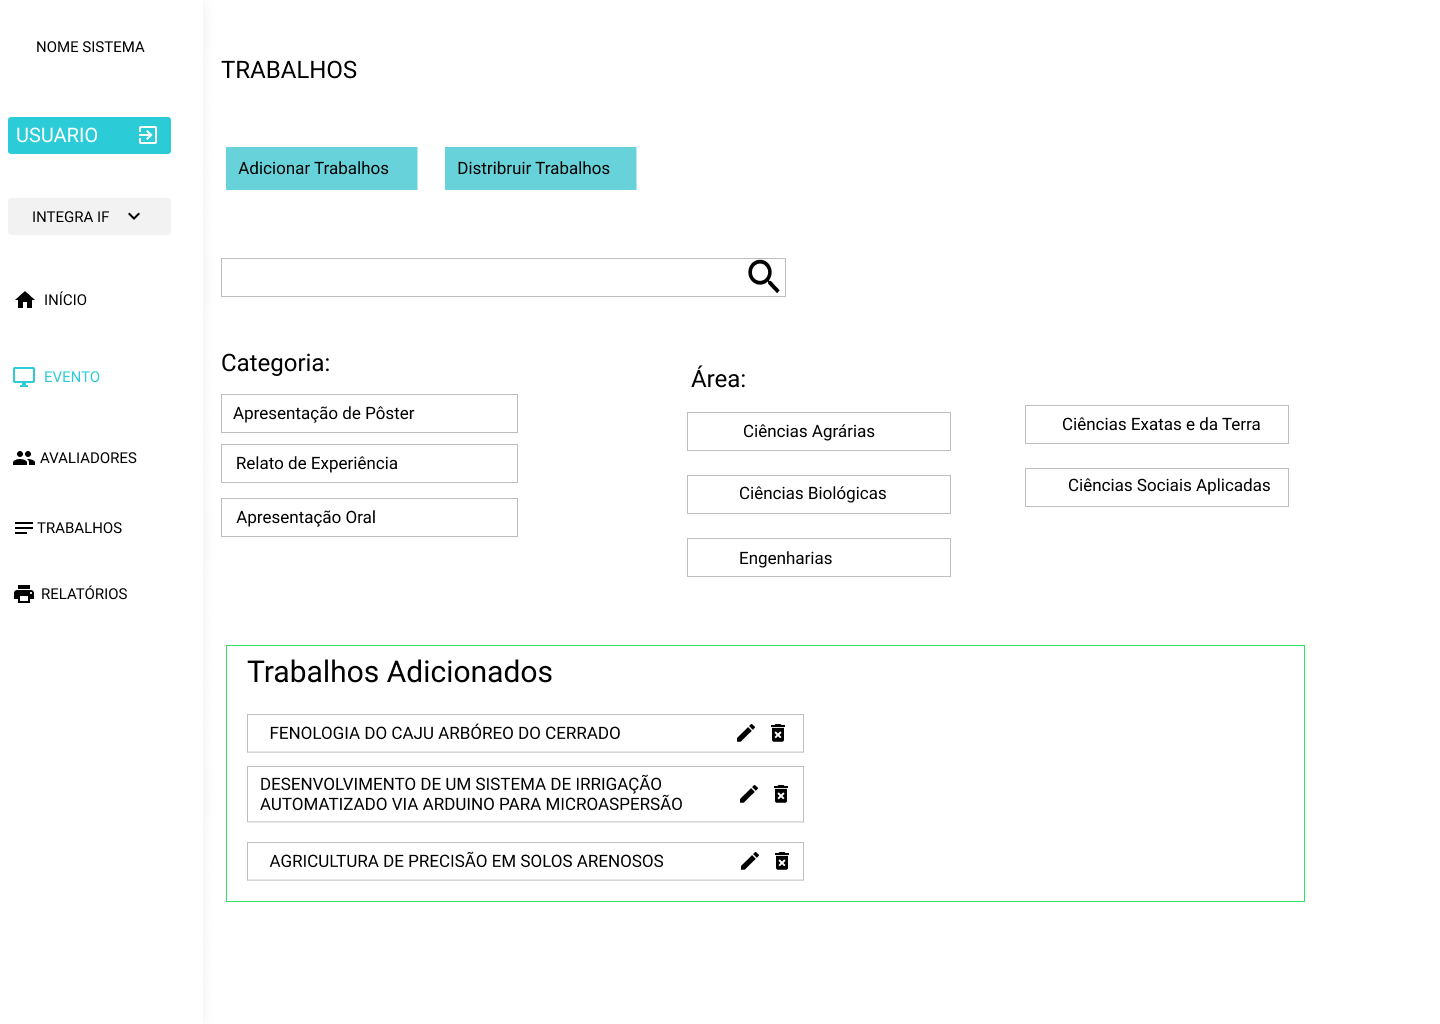 NOME SISTEMA
USUARIO
INTEGRA IF
INÍCIO
EVENTO
AVALIADORES
TRABALHOS
RELATÓRIOS
TRABALHOS
Adicionar Trabalhos
Distribruir Trabalhos
Categoria:
Apresentação de Pôster
Relato de Experiência
Apresentação Oral
Área:
Ciências Agrárias
Ciências Biológicas
Engenharias
Ciências Exatas e da Terra
Ciências Sociais Aplicadas
Trabalhos Adicionados
FENOLOGIA DO CAJU ARBÓREO DO CERRADO
DESENVOLVIMENTO DE UM SISTEMA DE IRRIGAÇÃO
AUTOMATIZADO VIA ARDUINO PARA MICROASPERSÃO
AGRICULTURA DE PRECISÃO EM SOLOS ARENOSOS